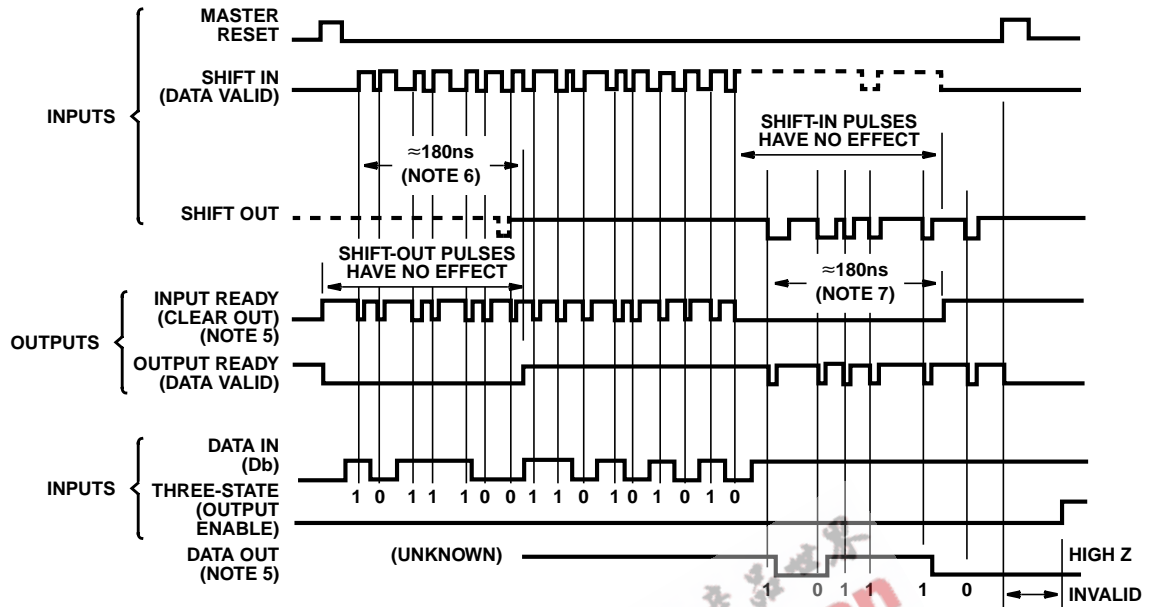 MASTER
RESET
SHIFT IN
(DATA VALID)
INPUTS
SHIFT-IN PULSES
HAVE NO EFFECT
≈180ns
(NOTE 6)
SHIFT OUT
SHIFT-OUT PULSES
HAVE NO EFFECT
≈180ns
(NOTE 7)
INPUT READY
(CLEAR OUT)
(NOTE 5)
OUTPUTS
OUTPUT READY
(DATA VALID)
DATA IN
(Db)
INPUTS
1 0 1 1 1 0 0 1 1 0 1 0 1 0 1 0
THREE-STATE
(OUTPUT
ENABLE)
DATA OUT
(NOTE 5)
(UNKNOWN)
1 0 1 1 1 0
HIGH Z
INVALID